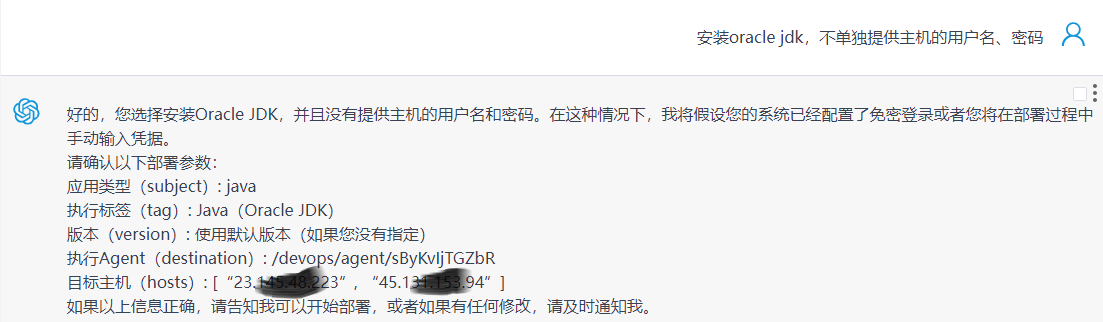 安装oracle jdk，不单独提供主机的用户名、密码
好的，您选择安装Oracle JDK，并且没有提供主机的用户名和密码。在这种情况下，我将假设您的系统已经配置了免密登录或者您将在部署过程中
手动输入凭据。
请确认以下部署参数：
应用类型（subject）: java
执行标签（tag）: Java（Oracle JDK）
版本（version）: 使用默认版本（如果您没有指定）
执行Agent（destination）: /devops/agent/sByKvIjTGZbR
目标主机（hosts）: [ “23. 223”, “45. .94” ]
如果以上信息正确，请告知我可以开始部署，或者如果有任何修改，请及时通知我。